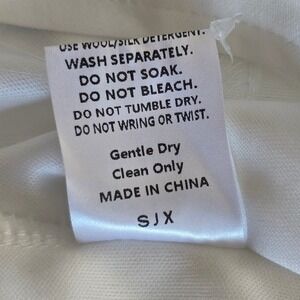 USE WOOL/SILK DETERGENT.
WASH SEPARATELY.
DO NOT SOAK.
DO NOT BLEACH.
DO NOT TUMBLE DRY.
DO NOT WRING OR TWIST.
Gentle Dry
Clean Only
MADE IN CHINA
SJX